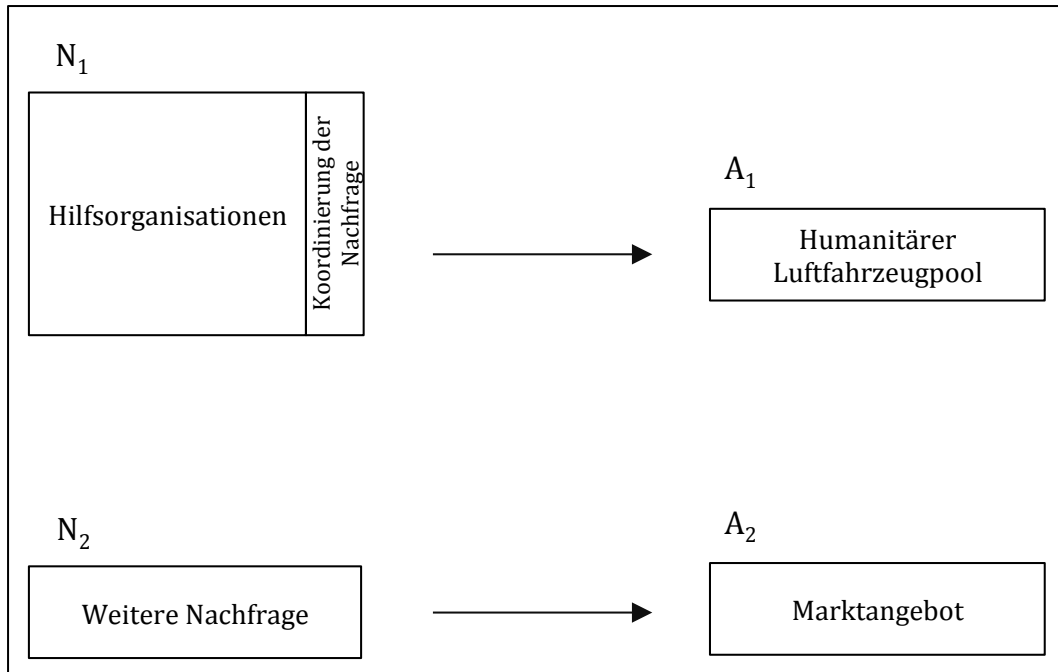 N₁
Hilfsorganisationen
Koordinierung der
Nachfrage
A₁
Humanitärer
Luftfahrzeugpool
N₂
Weitere Nachfrage
A₂
Marktangebot